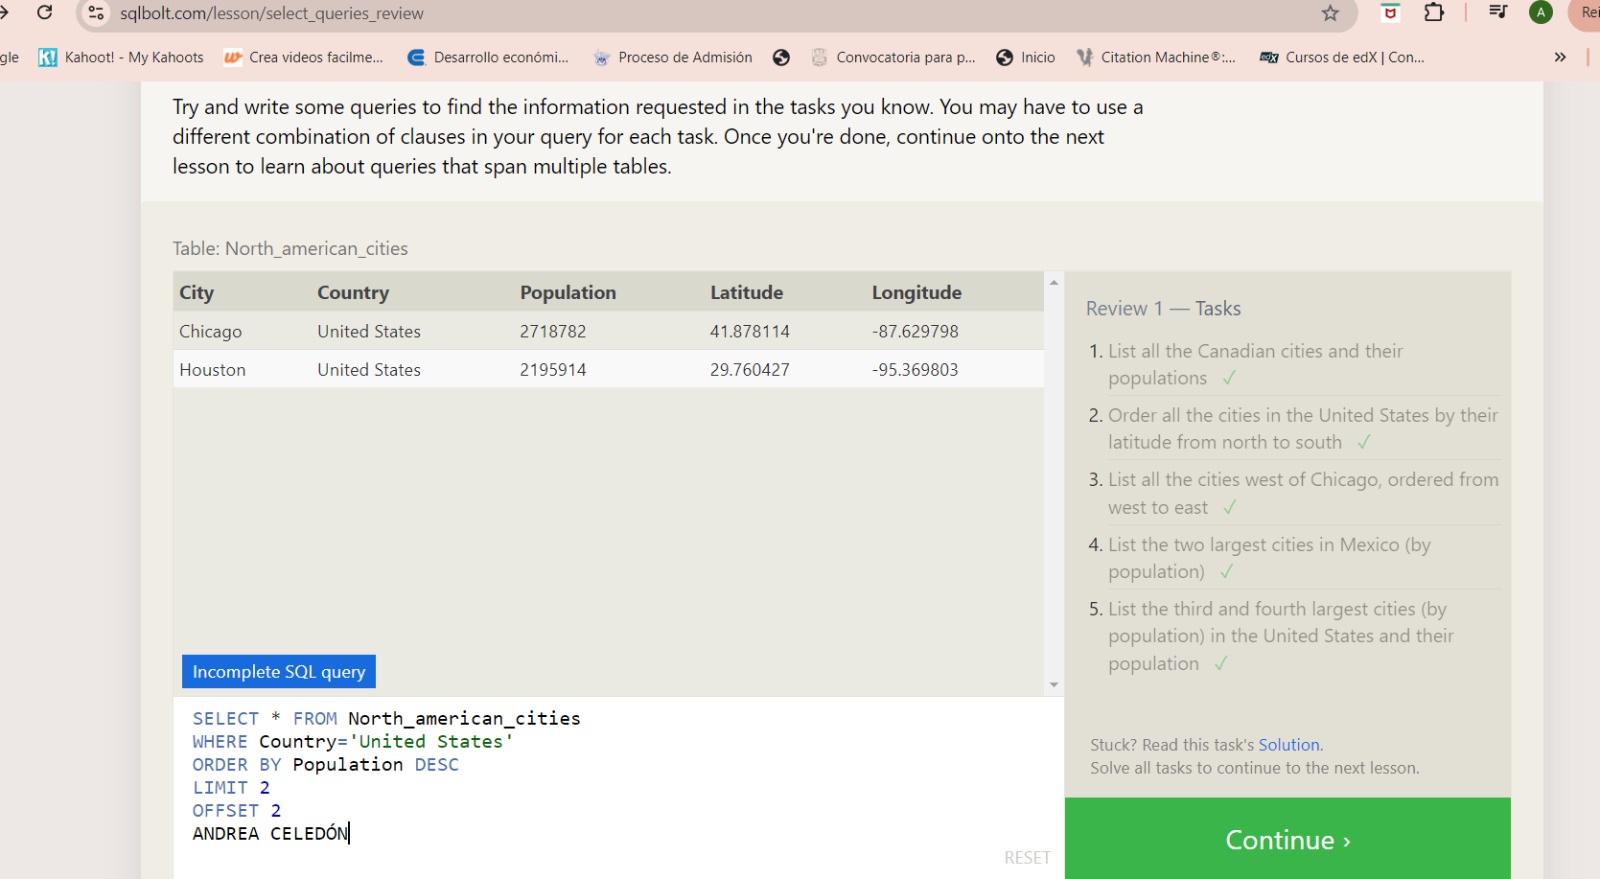 sqlbolt.com/lesson/select_queries_review
A
Rei
gle
Kahoot! - My Kahoots
Crea videos facilme...
Desarrollo económi...
Proceso de Admisión
Convocatoria para p...
Inicio
Citation Machine®:...
edX
Cursos de edX | Con...
»
Try and write some queries to find the information requested in the tasks you know. You may have to use a
different combination of clauses in your query for each task. Once you're done, continue onto the next
lesson to learn about queries that span multiple tables.
Table: North_american_cities
City Country Population Latitude Longitude
Chicago United States 2718782 41.878114 -87.629798
Houston United States 2195914 29.760427 -95.369803
Incomplete SQL query
SELECT * FROM North_american_cities
WHERE Country='United States'
ORDER BY Population DESC
LIMIT 2
OFFSET 2
ANDREA CELEDÓN
RESET
Review 1 — Tasks
1. List all the Canadian cities and their
populations ✓
2. Order all the cities in the United States by their
latitude from north to south ✓
3. List all the cities west of Chicago, ordered from
west to east ✓
4. List the two largest cities in Mexico (by
population) ✓
5. List the third and fourth largest cities (by
population) in the United States and their
population ✓
Stuck? Read this task's Solution.
Solve all tasks to continue to the next lesson.
Continue ›